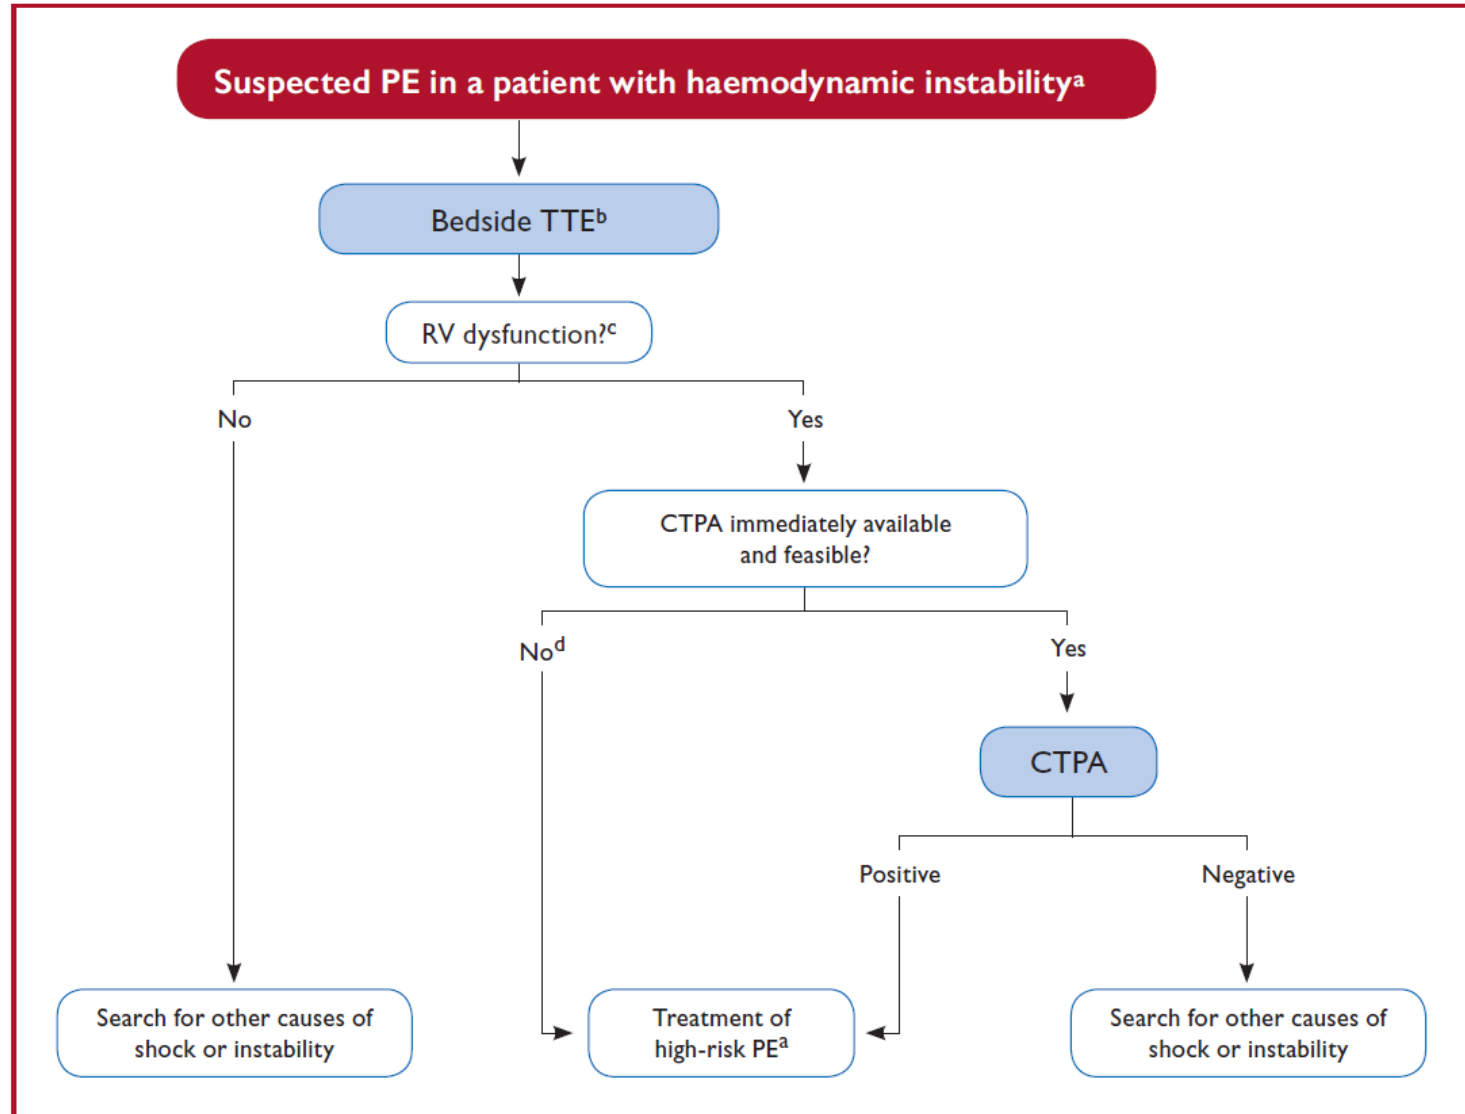 Suspected PE in a patient with haemodynamic instabilityᵃ
Bedside TTEᵇ
RV dysfunction?ᶜ
No
Yes
CTPA immediately available
and feasible?
Noᵈ
Yes
CTPA
Positive
Negative
Search for other causes of
shock or instability
Treatment of
high-risk PEᵃ
Search for other causes of
shock or instability